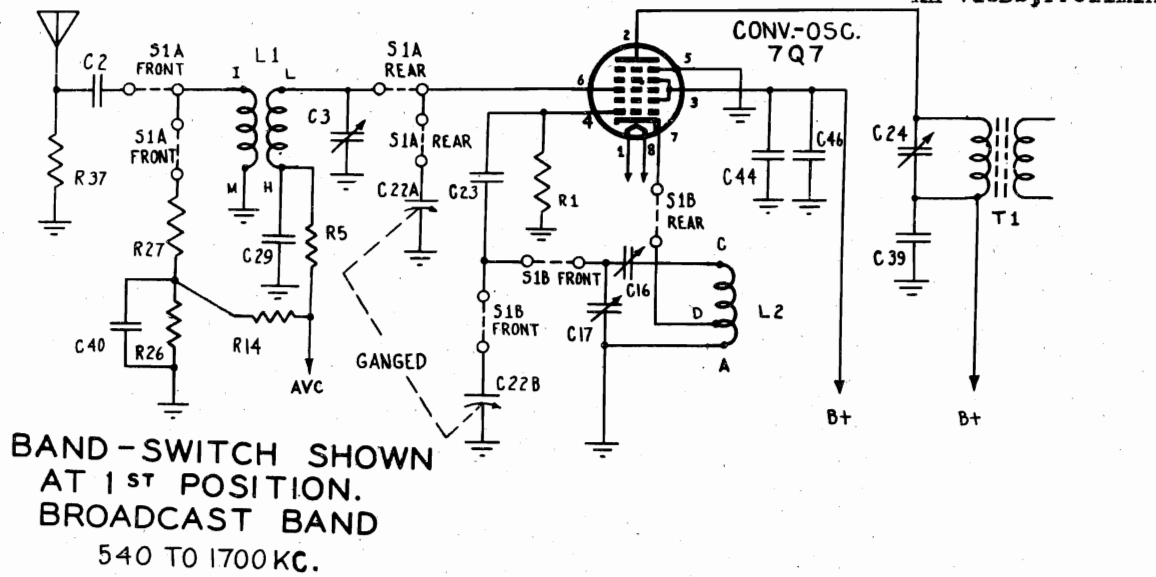 CONV.-OSC.
7Q7
C2
S1A
FRONT
I
L1
L
S1A
REAR
2
5
6
3
4
7
1
8
S1A
FRONT
C3
S1A REAR
R37
M
H
C22A
C23
R1
S1B
REAR
C44
C46
C24
T1
R27
C29
R5
S1B FRONT
C16
C
L2
D
A
C17
C39
C40
R26
R14
AVC
GANGED
S1B
FRONT
C22B
B+
B+
BAND-SWITCH SHOWN
AT 1ST POSITION.
BROADCAST BAND
540 TO 1700 KC.